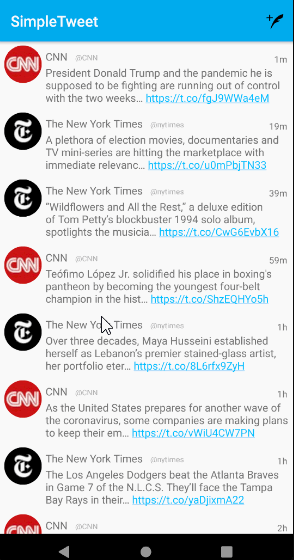 SimpleTweet
CNN @CNN 1m
President Donald Trump and the pandemic he is
supposed to be fighting are running out of control
with the two weeks… https://t.co/fgJ9WWa4eM
The New York Times @nytimes 19m
A plethora of election movies, documentaries and
TV mini-series are hitting the marketplace with
immediate relevanc… https://t.co/u0mPbjTN33
The New York Times @nytimes 39m
“Wildflowers and All the Rest,” a deluxe edition
of Tom Petty's blockbuster 1994 solo album,
spotlights the musicia… https://t.co/CwG6EvbX16
CNN @CNN 59m
Teófimo López Jr. solidified his place in boxing's
pantheon by becoming the youngest four-belt
champion in the hist… https://t.co/ShzEQHYo5h
The New York Times @nytimes 1h
Over three decades, Maya Husseini established
herself as Lebanon's premier stained-glass artist,
her portfolio eter… https://t.co/8L6rfx9ZyH
CNN @CNN 1h
As the United States prepares for another wave of
the coronavirus, some companies are making plans
to keep their em… https://t.co/vWiU4CW7PN
The New York Times @nytimes 1h
The Los Angeles Dodgers beat the Atlanta Braves
in Game 7 of the N.L.C.S. They'll face the Tampa
Bay Rays in their… https://t.co/yaDjixmA22
CNN @CNN 2h